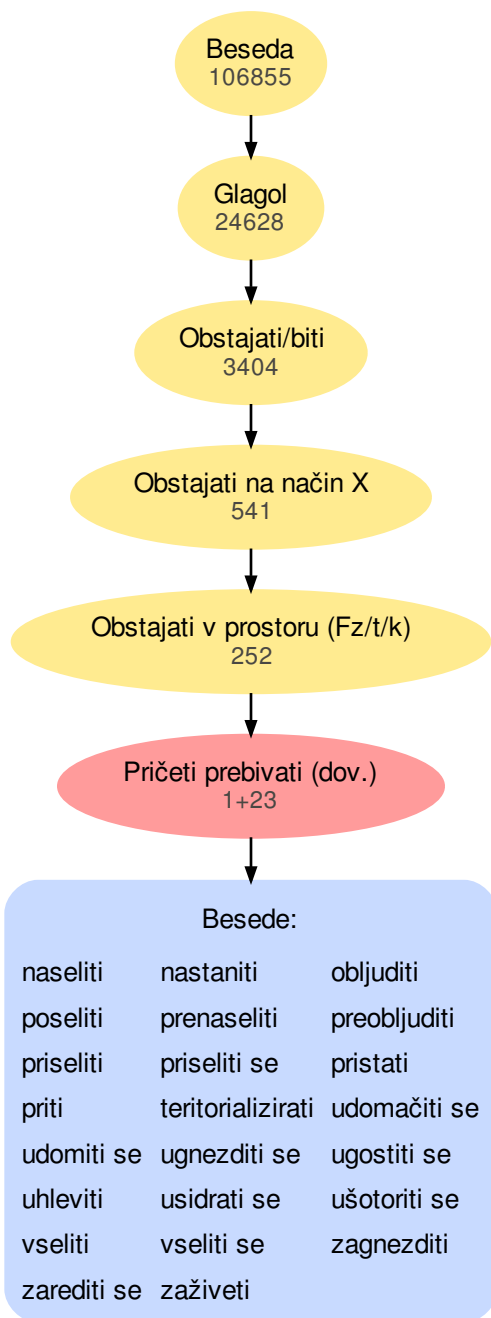 Beseda
106855
Glagol
24628
Obstajati/biti
3404
Obstajati na način X
541
Obstajati v prostoru (Fz/t/k)
252
Pričeti prebivati (dov.)
1+23
Besede:
naseliti nastaniti obljuditi
poseliti prenaseliti preobljuditi
priseliti priseliti se pristati
priti teritorializirati udomačiti se
udomiti se ugnezditi se ugostiti se
uhleviti usidrati se ušotoriti se
vseliti vseliti se zagnezditi
zarediti se zaživeti